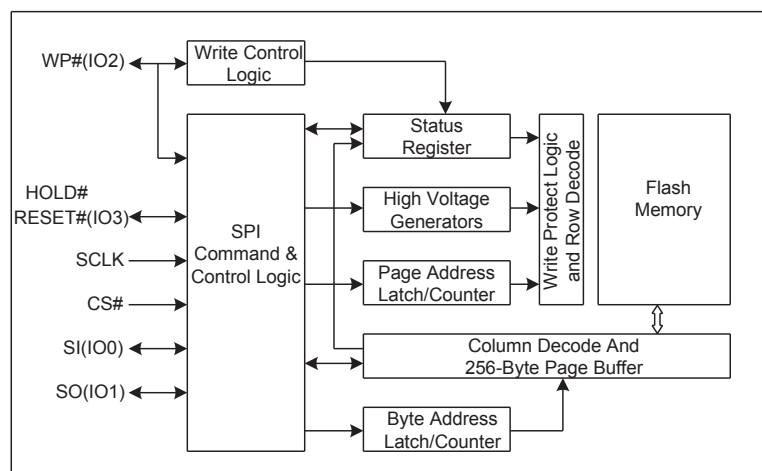 WP#(IO2)
Write Control
Logic
HOLD#
RESET#(IO3)
SCLK
CS#
SI(IO0)
SO(IO1)
SPI
Command &
Control Logic
Status
Register
High Voltage
Generators
Page Address
Latch/Counter
Write Protect Logic
and Row Decode
Flash
Memory
Column Decode And
256-Byte Page Buffer
Byte Address
Latch/Counter